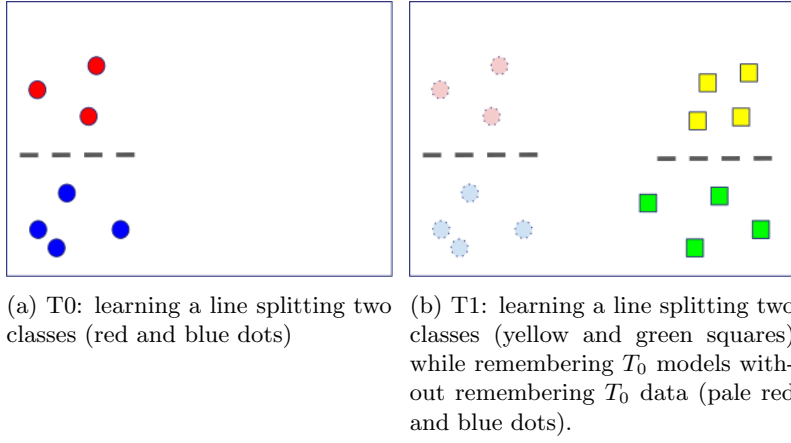 (a) T0: learning a line splitting two
classes (red and blue dots)
(b) T1: learning a line splitting two
classes (yellow and green squares)
while remembering T₀ models with-
out remembering T₀ data (pale red
and blue dots).